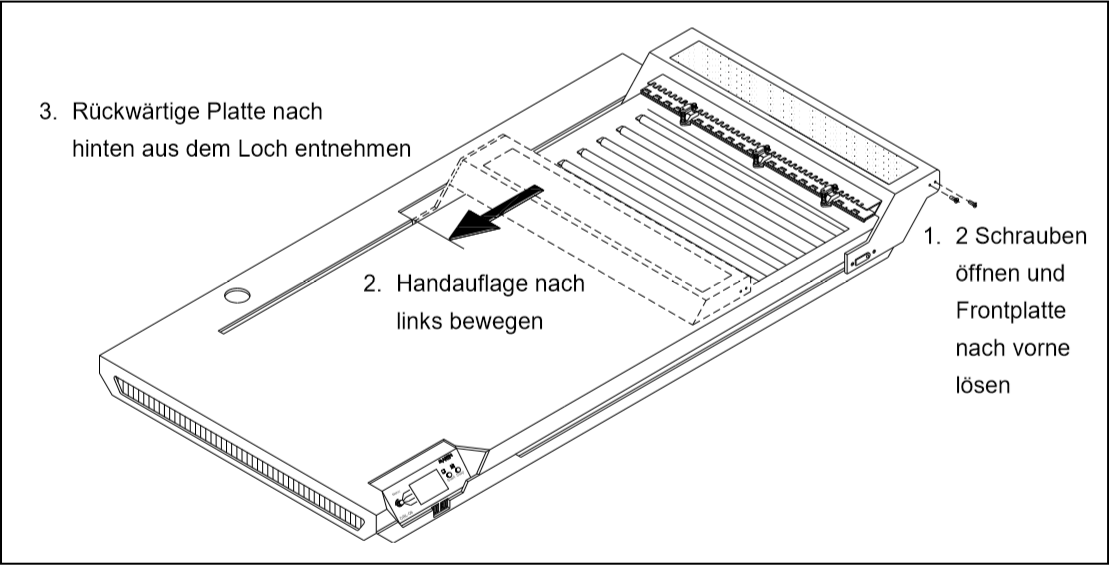 3. Rückwärtige Platte nach
hinten aus dem Loch entnehmen
2. Handauflage nach
links bewegen
1. 2 Schrauben
öffnen und
Frontplatte
nach vorne
lösen